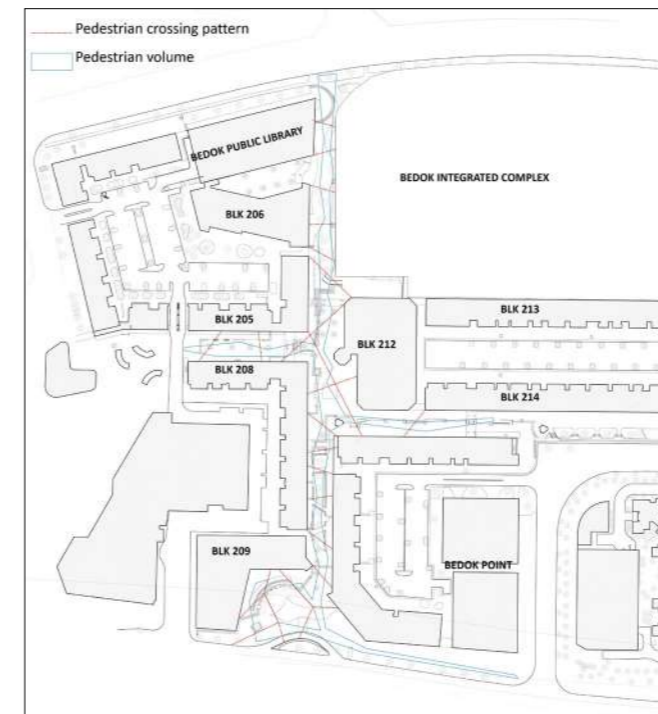 Pedestrian crossing pattern
Pedestrian volume
BEDOK PUBLIC LIBRARY
BEDOK INTEGRATED COMPLEX
BLK 206
BLK 205
BLK 213
BLK 212
BLK 208
BLK 214
BLK 209
BEDOK POINT